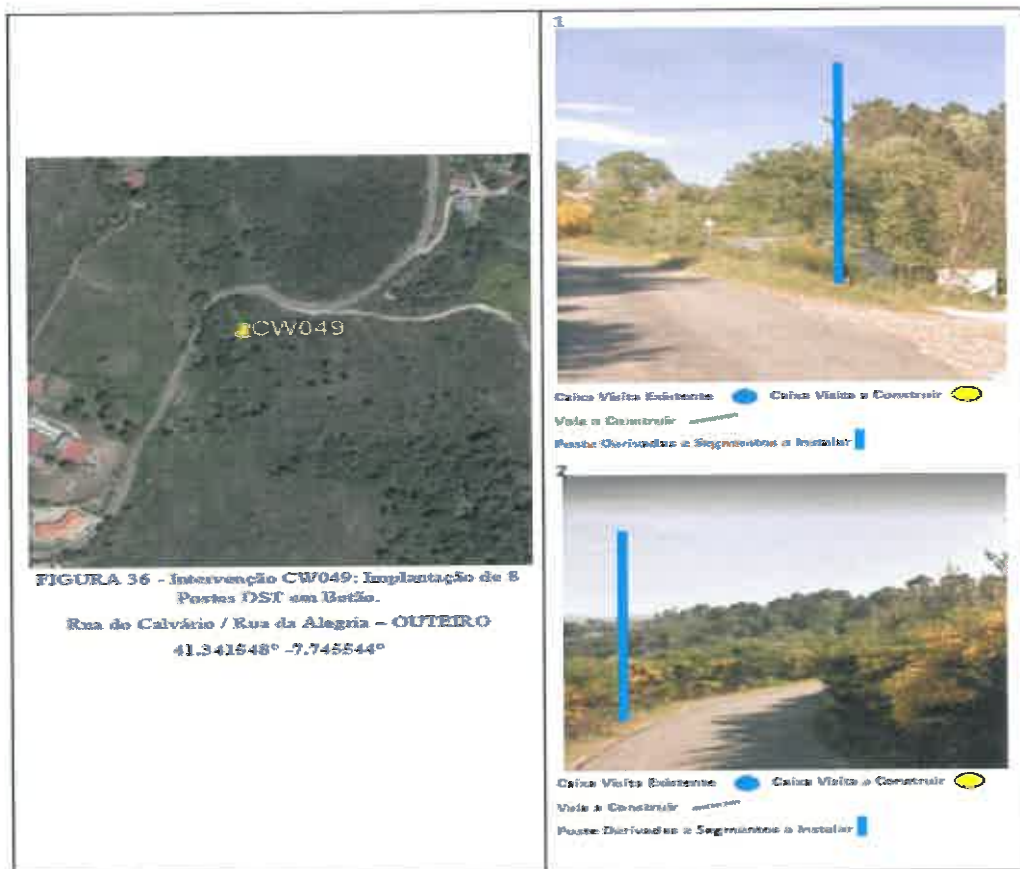 CW049
FIGURA 36 - Intervenção CW049: Implantação de 8
Postes DST em Betão.
Rua do Calvário / Rua da Alegria – OUTEIRO
41.341548° -7.745544°
1
Caixa Visita Existente Caixa Visita a Construir
Vala a Construir
Poste Derivadas e Segmentos a Instalar
2
Caixa Visita Existente Caixa Visita a Construir
Vala a Construir
Poste Derivadas e Segmentos a Instalar